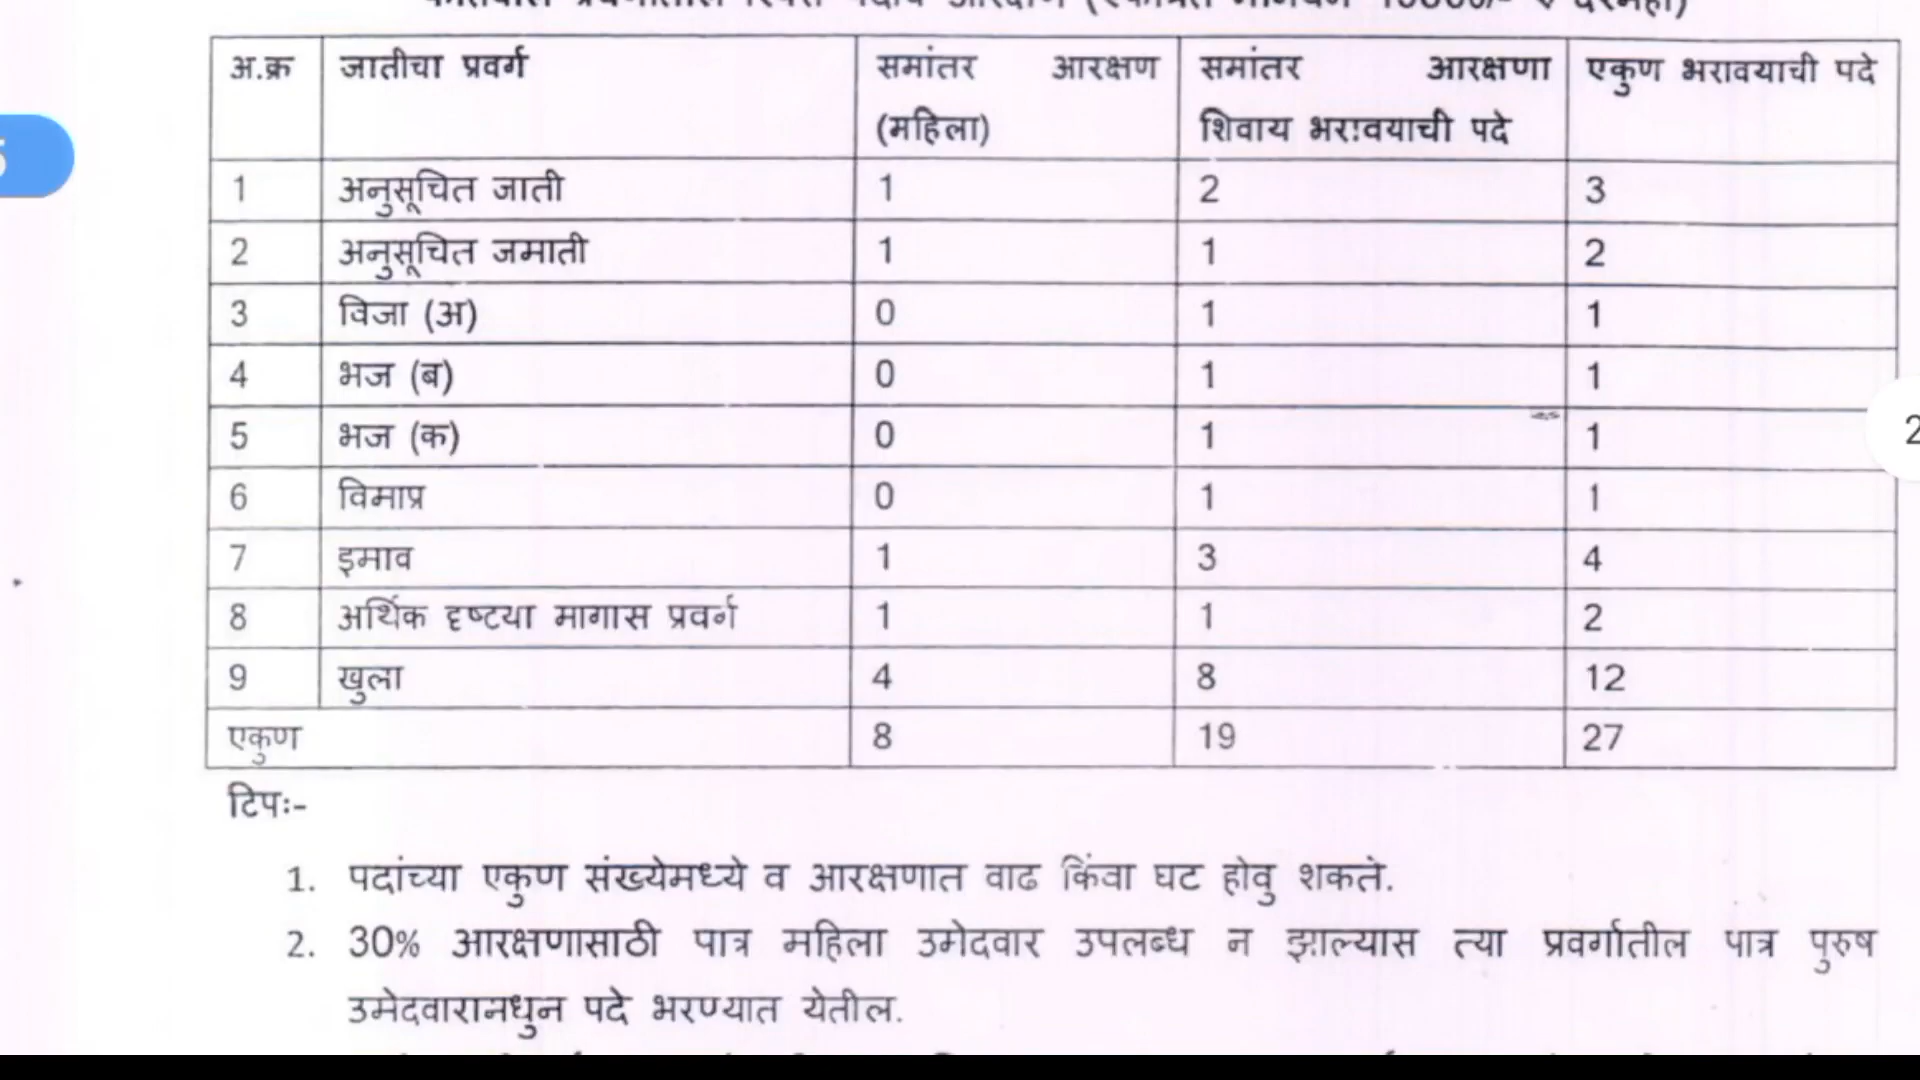 अ.क्र जातीचा प्रवर्ग समांतर आरक्षण (महिला) समांतर आरक्षणा शिवाय भरावयाची पदे एकुण भरावयाची पदे
1 अनुसूचित जाती 1 2 3
2 अनुसूचित जमाती 1 1 2
3 विजा (अ) 0 1 1
4 भज (ब) 0 1 1
5 भज (क) 0 1 1
6 विमाप्र 0 1 1
7 इमाव 1 3 4
8 अर्थिक दृष्टया मागास प्रवर्ग 1 1 2
9 खुला 4 8 12
एकुण 8 19 27
टिपः-
1. पदांच्या एकुण संख्येमध्ये व आरक्षणात वाढ किंवा घट होवु शकते.
2. 30% आरक्षणासाठी पात्र महिला उमेदवार उपलब्ध न झाल्यास त्या प्रवर्गातील पात्र पुरुष
उमेदवारानधुन पदे भरण्यात येतील.